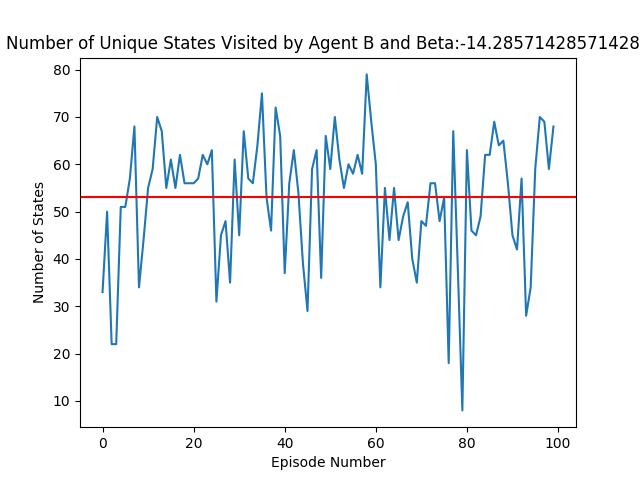 Number of Unique States Visited by Agent B and Beta:-14.28571428571428
80
70
60
50
40
30
20
10
Number of States
0 20 40 60 80 100
Episode Number